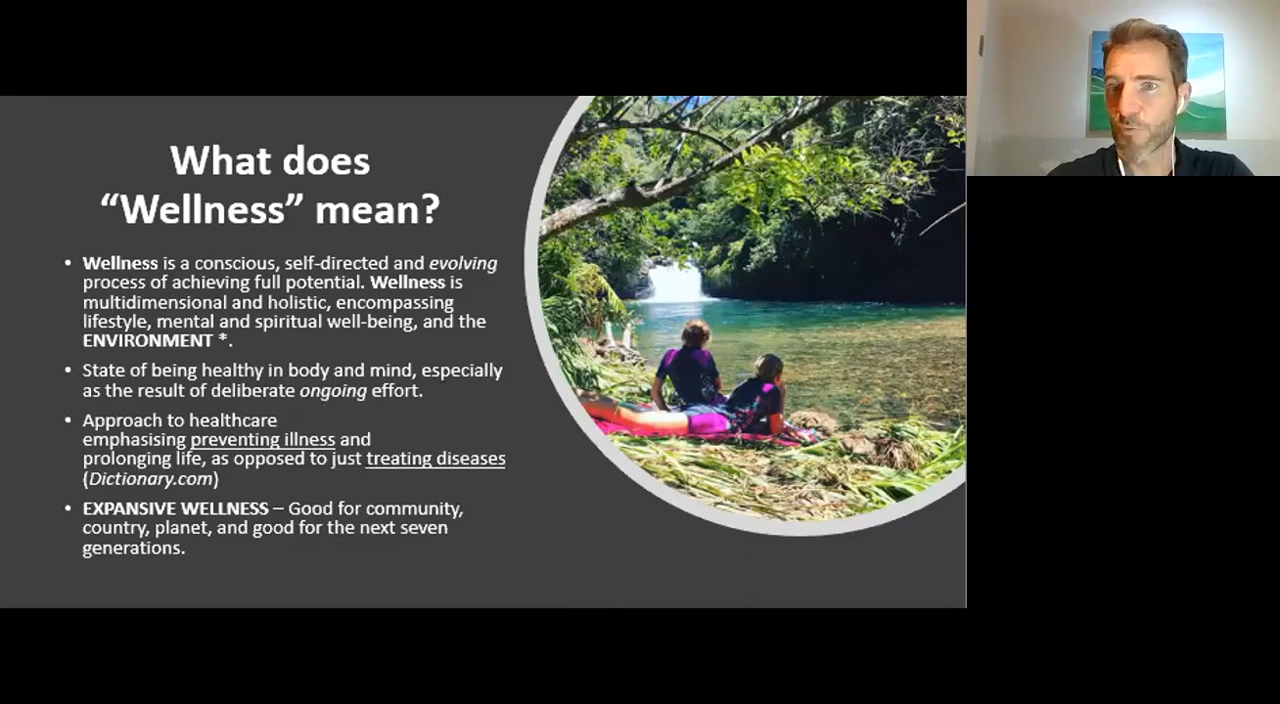 What does
“Wellness” mean?
• Wellness is a conscious, self-directed and evolving
process of achieving full potential. Wellness is
multidimensional and holistic, encompassing
lifestyle, mental and spiritual well-being, and the
ENVIRONMENT *.
• State of being healthy in body and mind, especially
as the result of deliberate ongoing effort.
• Approach to healthcare
emphasising preventing illness and
prolonging life, as opposed to just treating diseases
(Dictionary.com)
• EXPANSIVE WELLNESS – Good for community,
country, planet, and good for the next seven
generations.